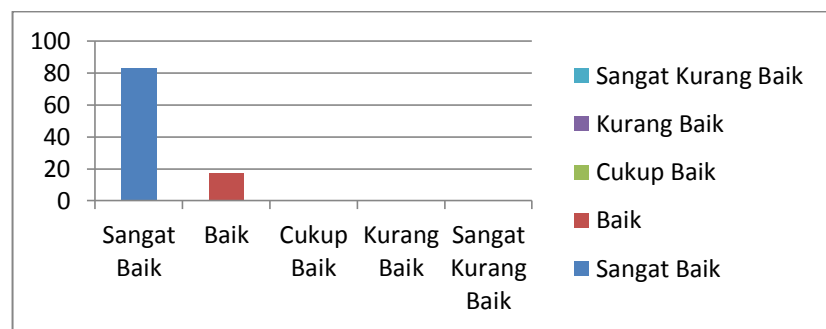 100
80
60
40
20
0
Sangat
Baik
Baik
Cukup
Baik
Kurang
Baik
Sangat
Kurang
Baik
Sangat Kurang Baik
Kurang Baik
Cukup Baik
Baik
Sangat Baik